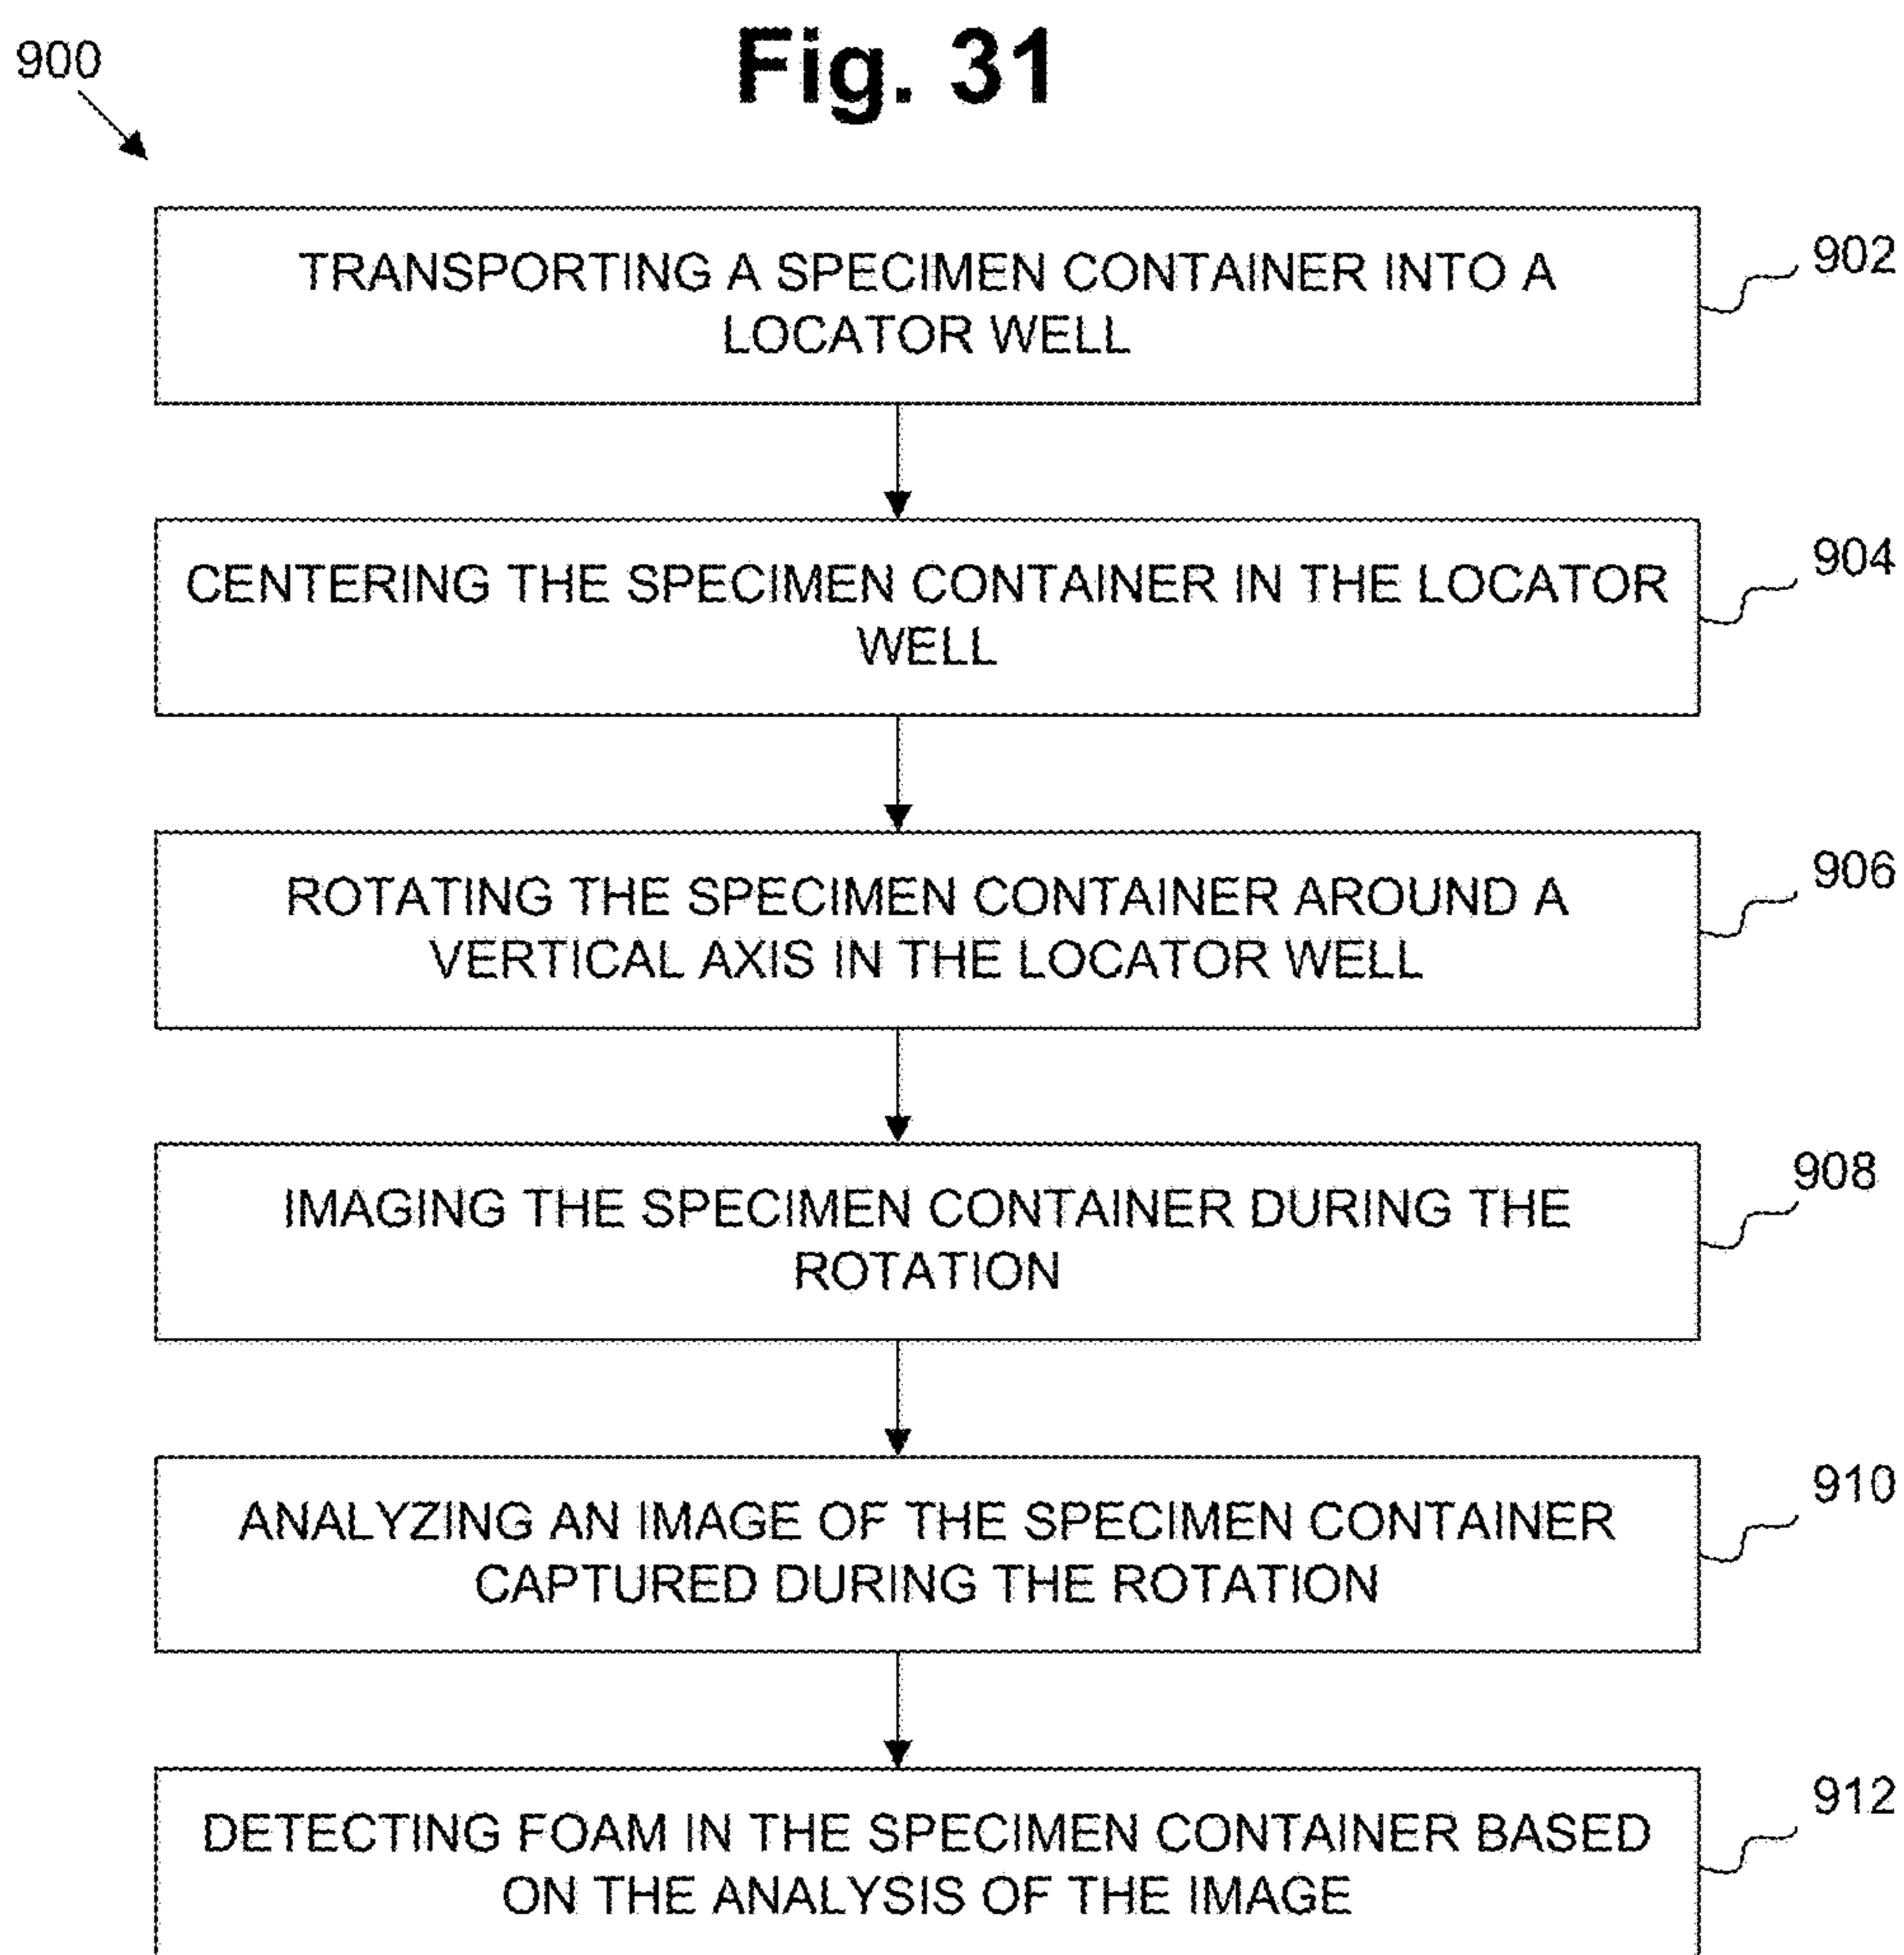 Fig. 31
900
TRANSPORTING A SPECIMEN CONTAINER INTO A
LOCATOR WELL
902
CENTERING THE SPECIMEN CONTAINER IN THE LOCATOR
WELL
904
ROTATING THE SPECIMEN CONTAINER AROUND A
VERTICAL AXIS IN THE LOCATOR WELL
906
IMAGING THE SPECIMEN CONTAINER DURING THE
ROTATION
908
ANALYZING AN IMAGE OF THE SPECIMEN CONTAINER
CAPTURED DURING THE ROTATION
910
DETECTING FOAM IN THE SPECIMEN CONTAINER BASED
ON THE ANALYSIS OF THE IMAGE
912